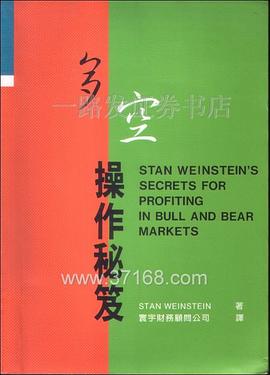 一路发证券书店
多空
操作秘笈
STAN WEINSTEIN'S
SECRETS FOR
PROFITING
IN BULL AND BEAR
MARKETS
www.37168.com
STAN WEINSTEIN 著
寰宇財務顧問公司 譯